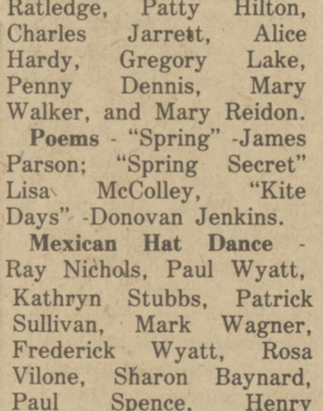 Ratledge, Patty Hilton,
Charles Jarrett, Alice
Hardy, Gregory Lake,
Penny Dennis, Mary
Walker, and Mary Reidon.
Poems - "Spring" -James
Parson; "Spring Secret"
Lisa McColley, "Kite
Days" -Donovan Jenkins.
Mexican Hat Dance -
Ray Nichols, Paul Wyatt,
Kathryn Stubbs, Patrick
Sullivan, Mark Wagner,
Frederick Wyatt, Rosa
Vilone, Sharon Baynard,
Paul Spence, Henry